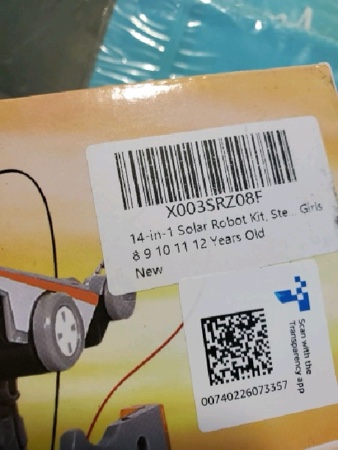 X003SRZ08F
14-in-1 Solar Robot Kit, Ste... Girls
8 9 10 11 12 Years Old
New
Scan with the
Transparency app
00740226073357